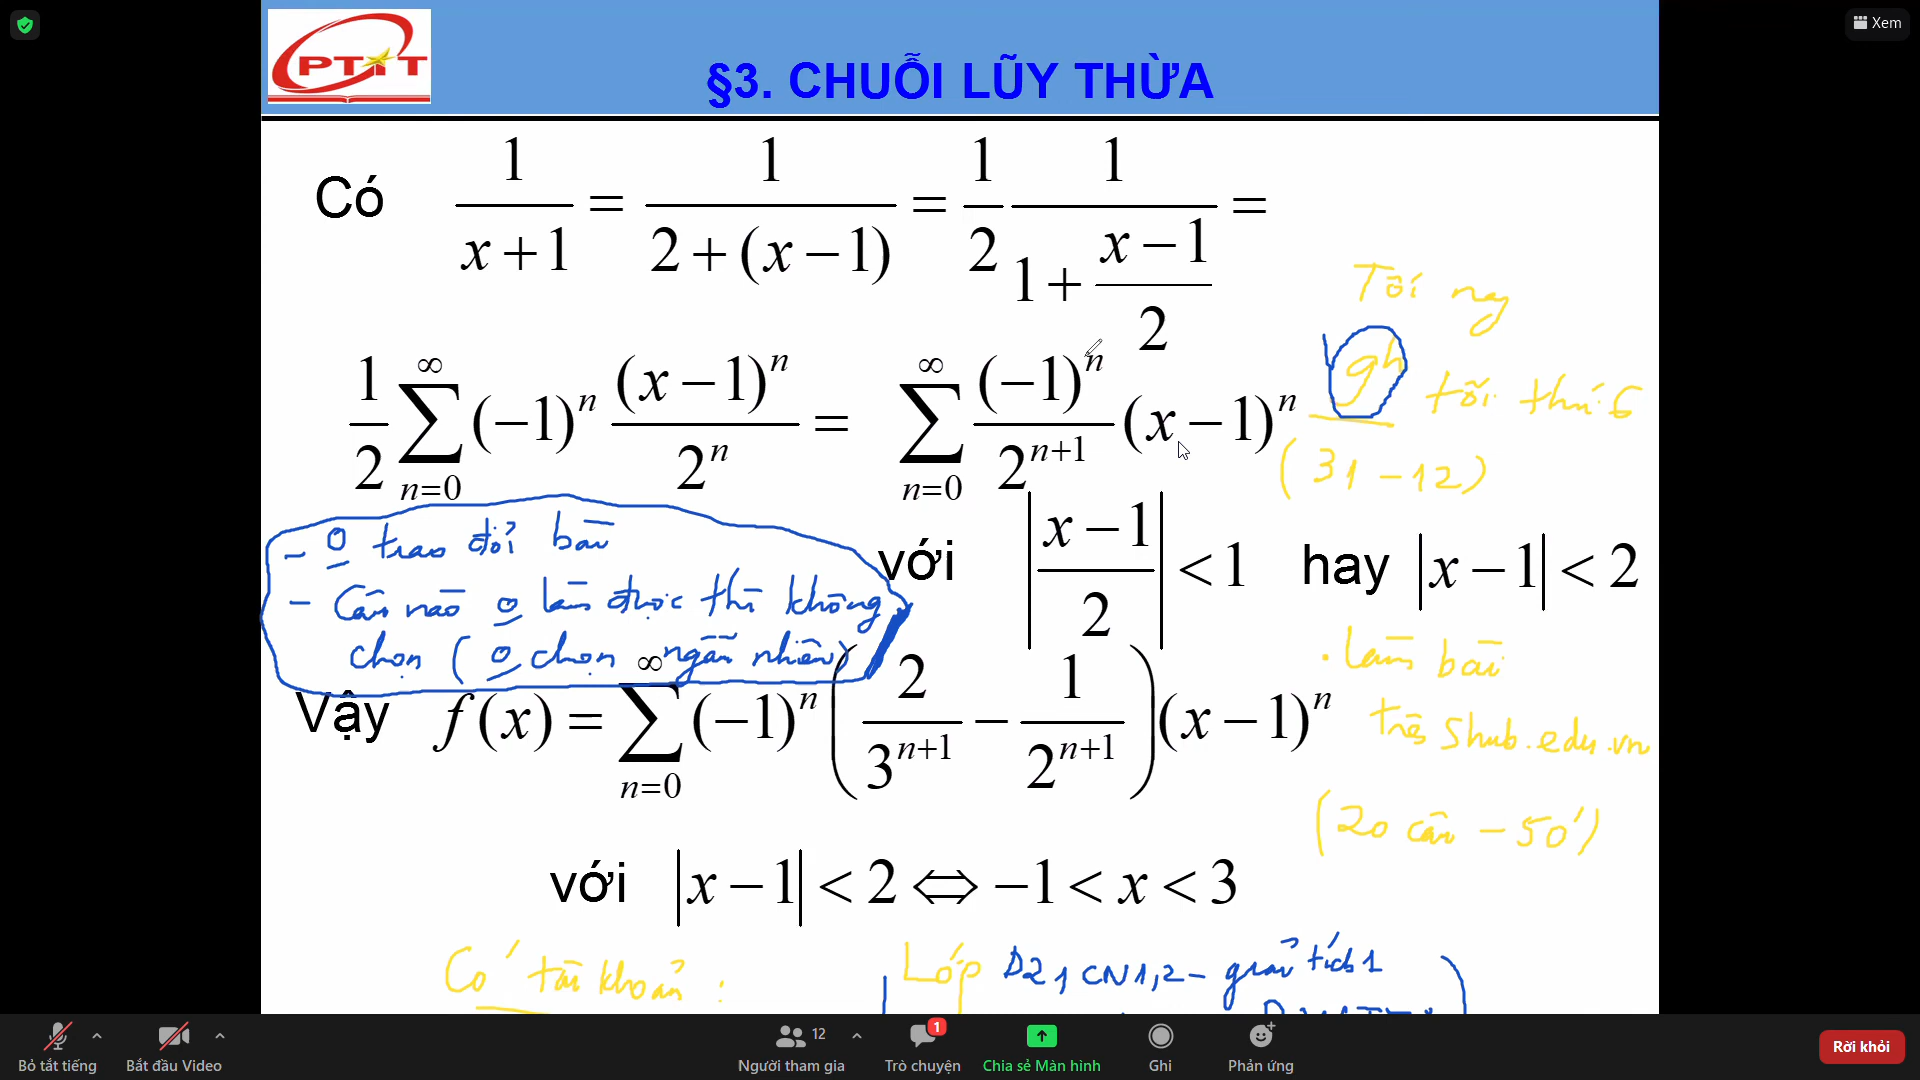 Xem
PTIT
§3. CHUỖI LŨY THỪA
Có 1/(x+1) = 1/(2+(x−1)) = 1/2 · 1/(1+(x−1)/2) =
1/2 ∑_{n=0}^{∞} (−1)^n (x−1)^n/2^n = ∑_{n=0}^{∞} (−1)^n/2^{n+1} (x−1)^n
với |(x−1)/2| < 1 hay |x−1| < 2
Vậy f(x) = ∑_{n=0}^{∞} (−1)^n (2/3^{n+1} − 1/2^{n+1}) (x−1)^n
với |x−1| < 2 ⇔ −1 < x < 3
Tối
tối thứ 6
(31 – 12)
– o trao đổi bài
– Câu nào o làm được thì không
chọn ( o chọn ngẫu nhiên)
. làm bài
trên Shub.edu.vn
(20 câu – 50')
Có tài khoản :
Lớp D21CN1,2 – giải tích 1
Bỏ tắt tiếng
Bắt đầu Video
12
Người tham gia
1
Trò chuyện
Chia sẻ Màn hình
Ghi
Phản ứng
Rời khỏi